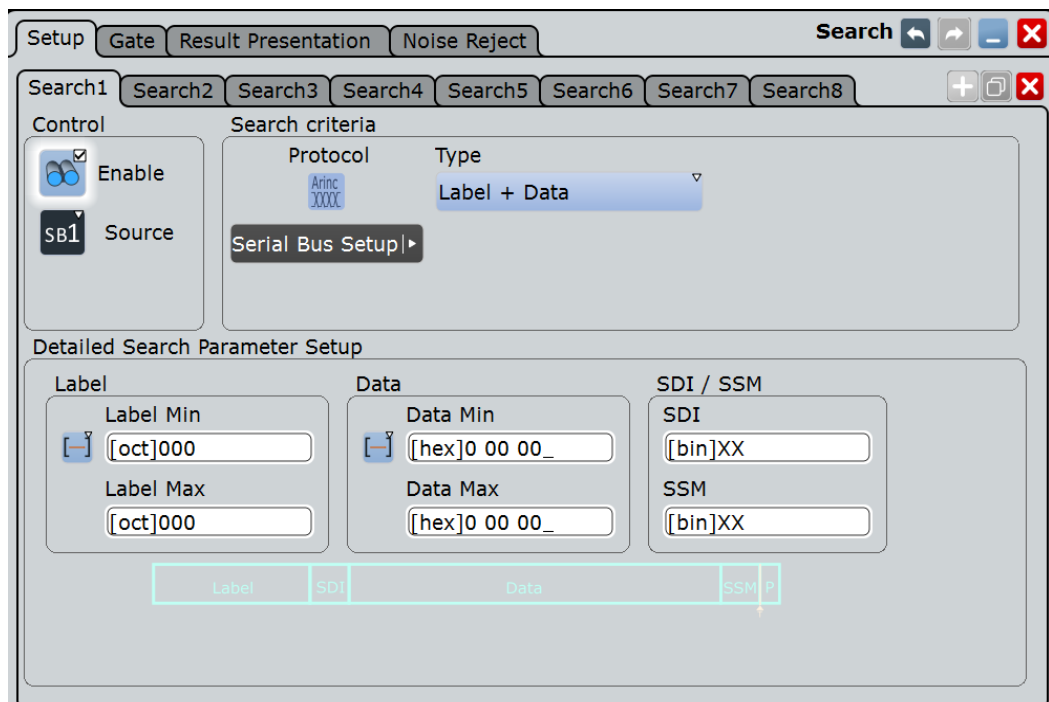 Setup Gate Result Presentation Noise Reject Search
Search1 Search2 Search3 Search4 Search5 Search6 Search7 Search8
Control
Enable
SB1 Source
Search criteria
Protocol Type
Arinc Label + Data
Serial Bus Setup
Detailed Search Parameter Setup
Label
Label Min
[oct]000
Label Max
[oct]000
Data
Data Min
[hex]0 00 00_
Data Max
[hex]0 00 00_
SDI / SSM
SDI
[bin]XX
SSM
[bin]XX
Label SDI Data SSM P